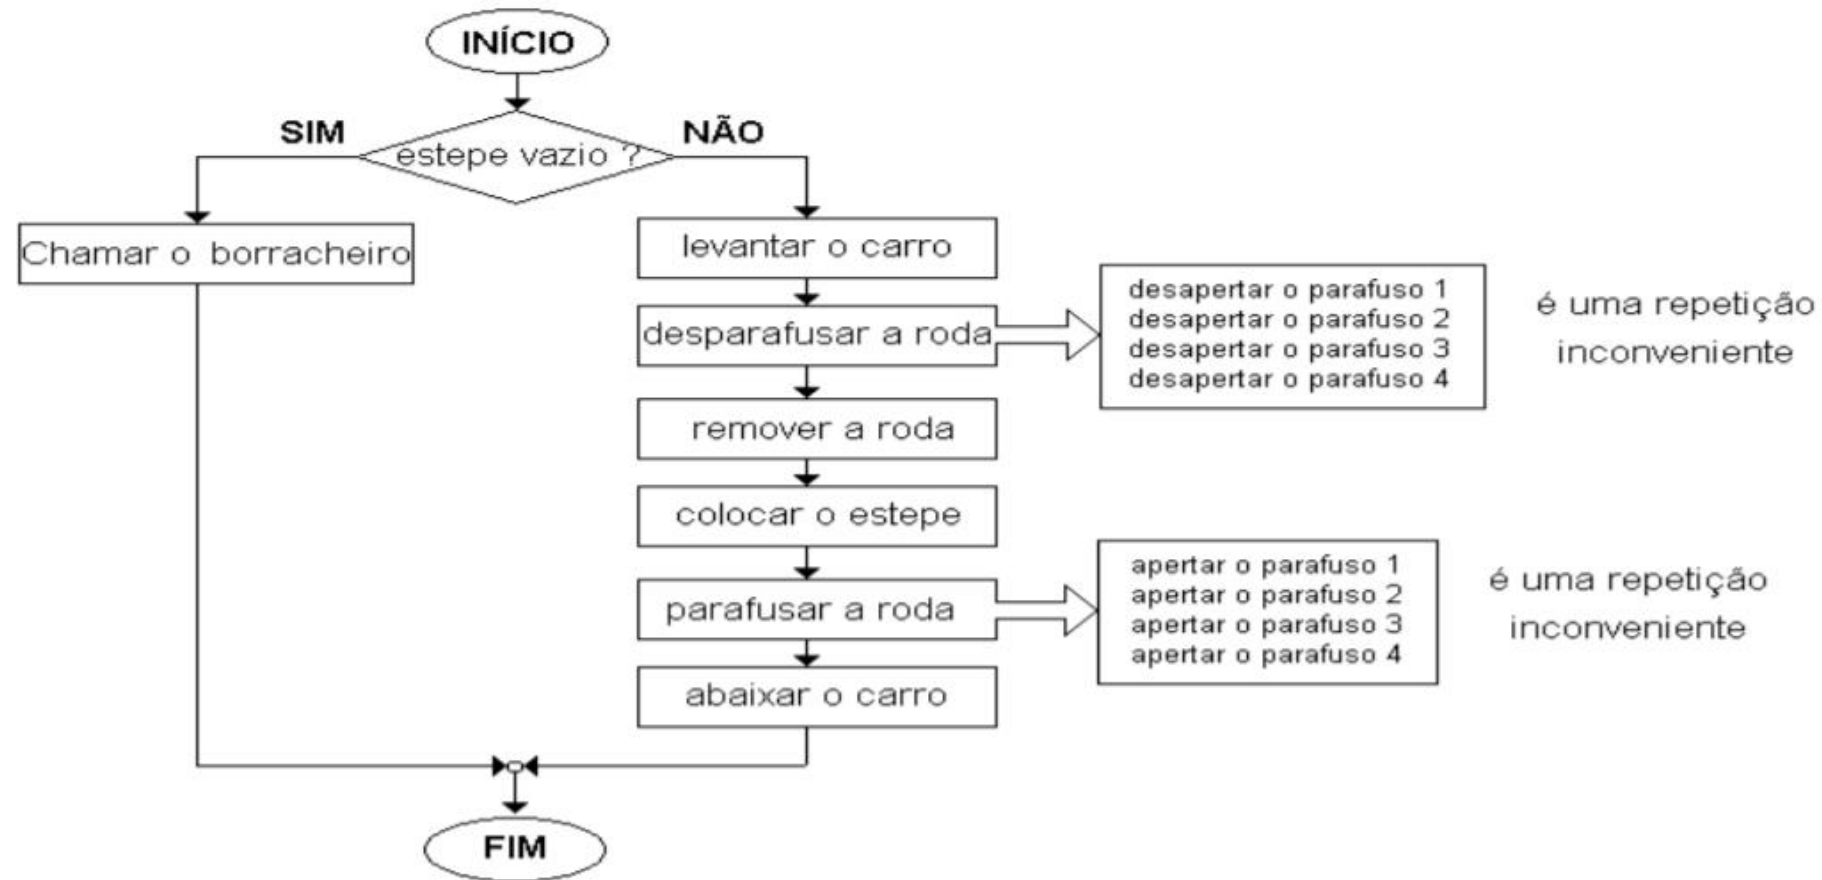 INÍCIO
SIM
NÃO
estepe vazio ?
Chamar o borracheiro
levantar o carro
desparafusar a roda
desapertar o parafuso 1
desapertar o parafuso 2
desapertar o parafuso 3
desapertar o parafuso 4
é uma repetição
inconveniente
remover a roda
colocar o estepe
parafusar a roda
apertar o parafuso 1
apertar o parafuso 2
apertar o parafuso 3
apertar o parafuso 4
é uma repetição
inconveniente
abaixar o carro
FIM